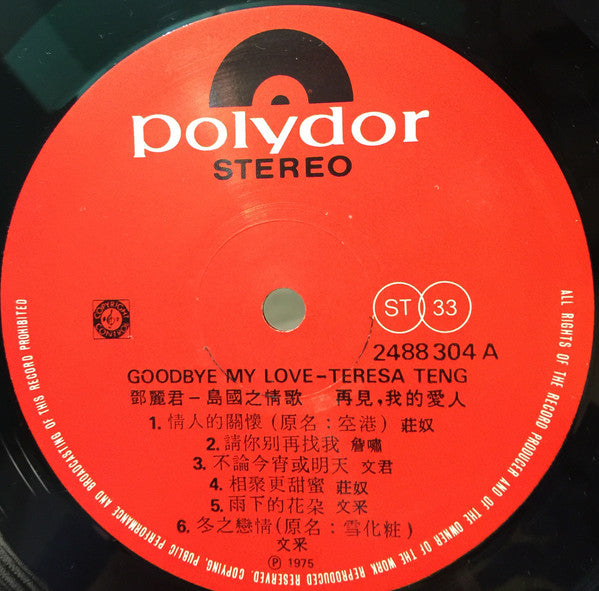 polydor
STEREO
COPYRIGHT CONTROL
ST 33
2488 304 A
GOODBYE MY LOVE-TERESA TENG
鄧麗君-島國之情歌 再見,我的愛人
1. 情人的關懷(原名:空港) 莊奴
2. 請你别再找我 詹嘯
3. 不論今宵或明天 文君
4. 相聚更甜蜜 莊奴
5. 雨下的花朵 文采
6. 冬之戀情(原名:雪化粧)
文采
Ⓟ 1975
ALL RIGHTS OF THE RECORD PRODUCER AND OF THE OWNER OF THE WORK REPRODUCED RESERVED. COPYING, PUBLIC PERFORMANCE AND BROADCASTING OF THIS RECORD PROHIBITED